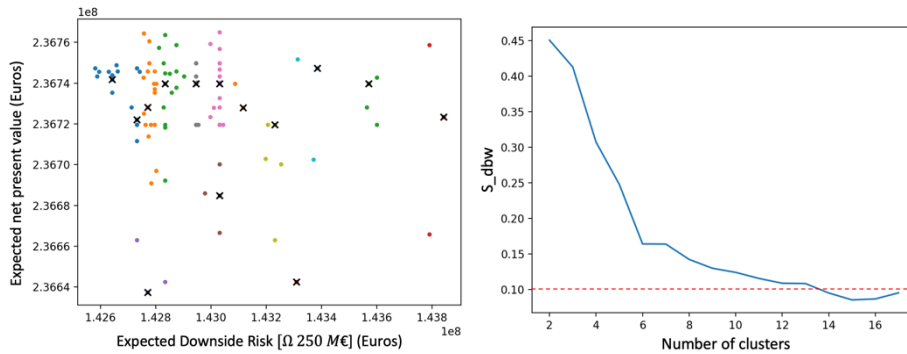 1e8
2.3676
2.3674
2.3672
2.3670
2.3668
2.3666
2.3664
Expected net present value (Euros)
1.426 1.428 1.430 1.432 1.434 1.436 1.438
1e8
Expected Downside Risk [Ω 250 M€] (Euros)
0.45
0.40
0.35
0.30
0.25
0.20
0.15
0.10
S_dbw
2 4 6 8 10 12 14 16
Number of clusters